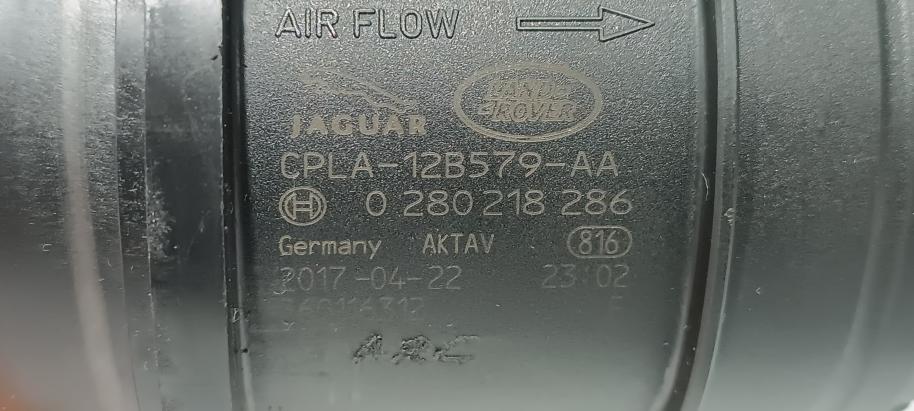 AIR FLOW
JAGUAR LAND ROVER
CPLA-12B579-AA
H 0 280 218 286
Germany AKTAV 816
2017-04-22 23:02
ARC